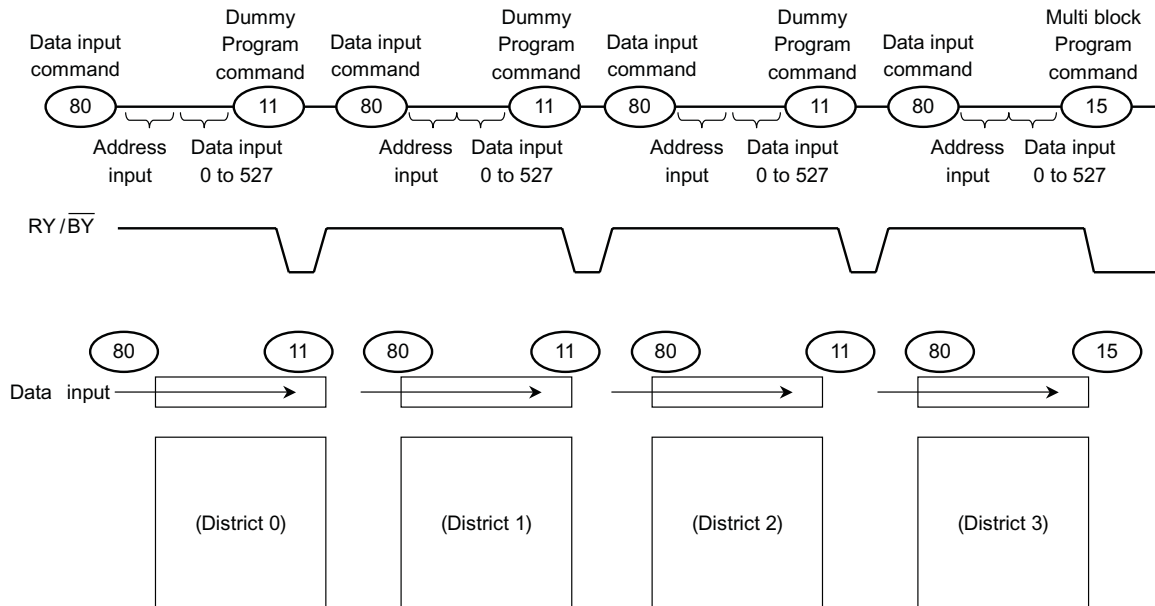 Data input
command
Dummy
Program
command
Data input
command
Dummy
Program
command
Data input
command
Dummy
Program
command
Data input
command
Multi block
Program
command
80 11 80 11 80 11 80 15
Address
input
Data input
0 to 527
Address
input
Data input
0 to 527
Address
input
Data input
0 to 527
Address
input
Data input
0 to 527
RY/B̅Y̅
80 11 80 11 80 11 80 15
Data input
(District 0) (District 1) (District 2) (District 3)